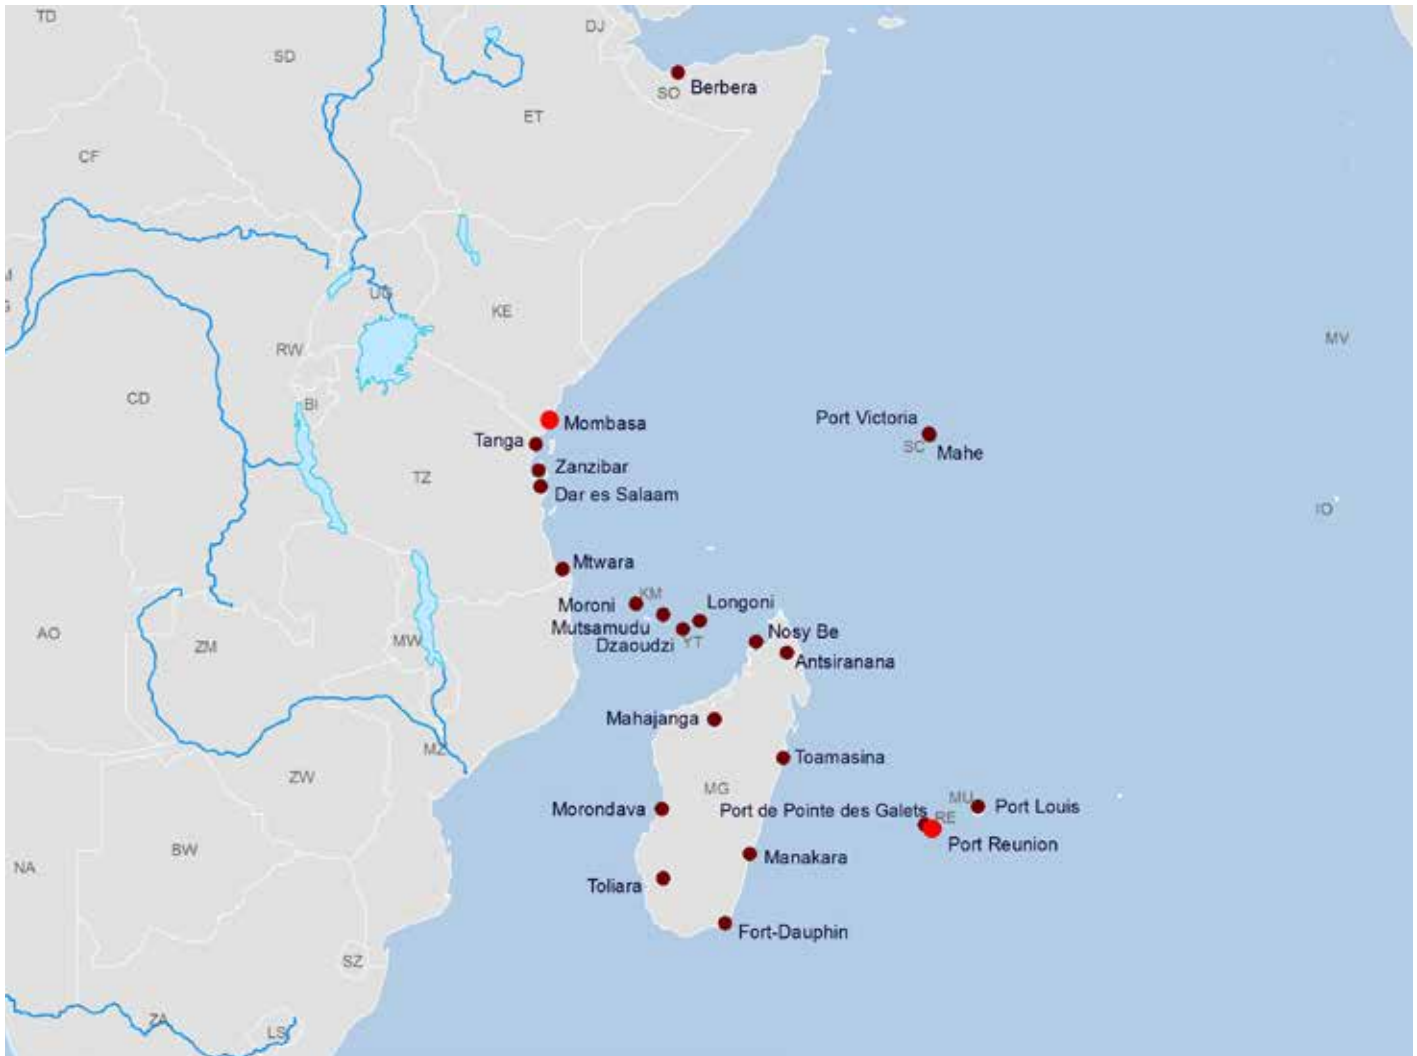 TD
DJ
SD
SO
Berbera
ET
CF
UG
KE
RW
MV
CD
BI
Mombasa
Port Victoria
Tanga
SC
Mahe
Zanzibar
TZ
Dar es Salaam
IO
Mtwara
KM
Moroni
Longoni
Mutsamudu
Nosy Be
AO
ZM
MW
Dzaoudzi
YT
Antsiranana
Mahajanga
MZ
Toamasina
ZW
MG
MU
Morondava
Port de Pointe des Galets
RE
Port Louis
Port Reunion
BW
Manakara
NA
Toliara
Fort-Dauphin
SZ
ZA
LS